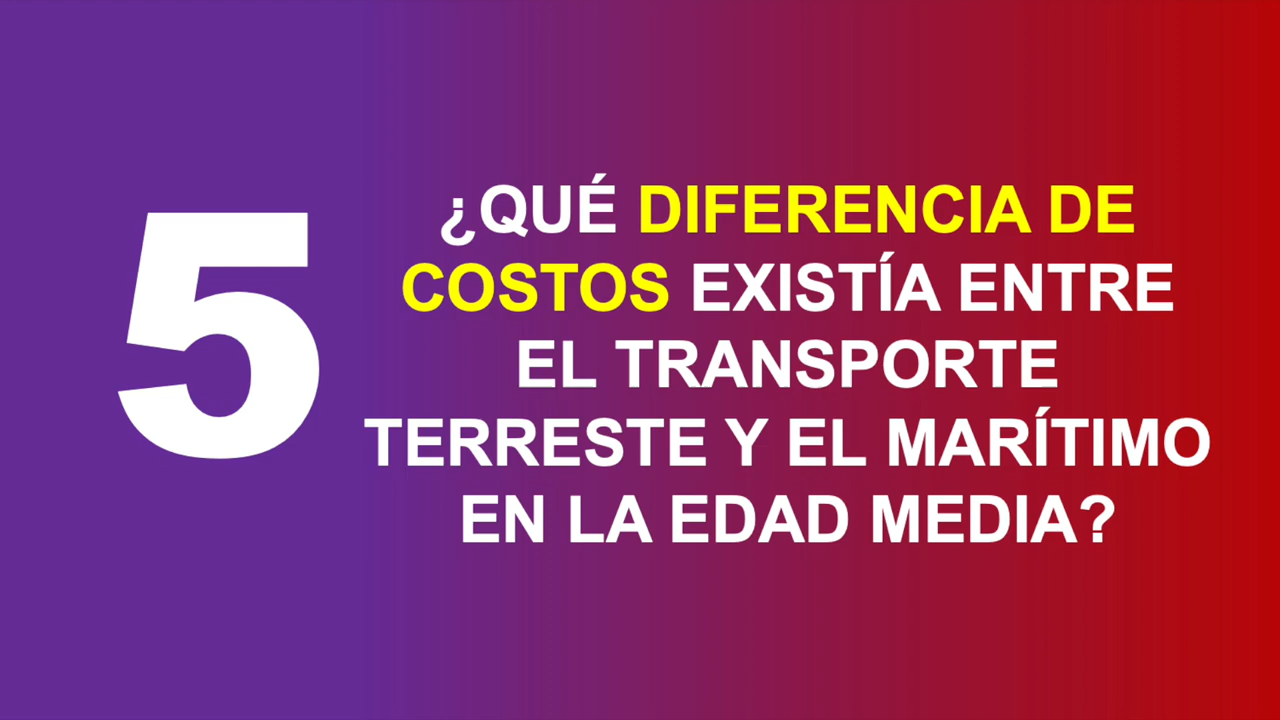 5
¿QUÉ DIFERENCIA DE
COSTOS EXISTÍA ENTRE
EL TRANSPORTE
TERRESTE Y EL MARÍTIMO
EN LA EDAD MEDIA?